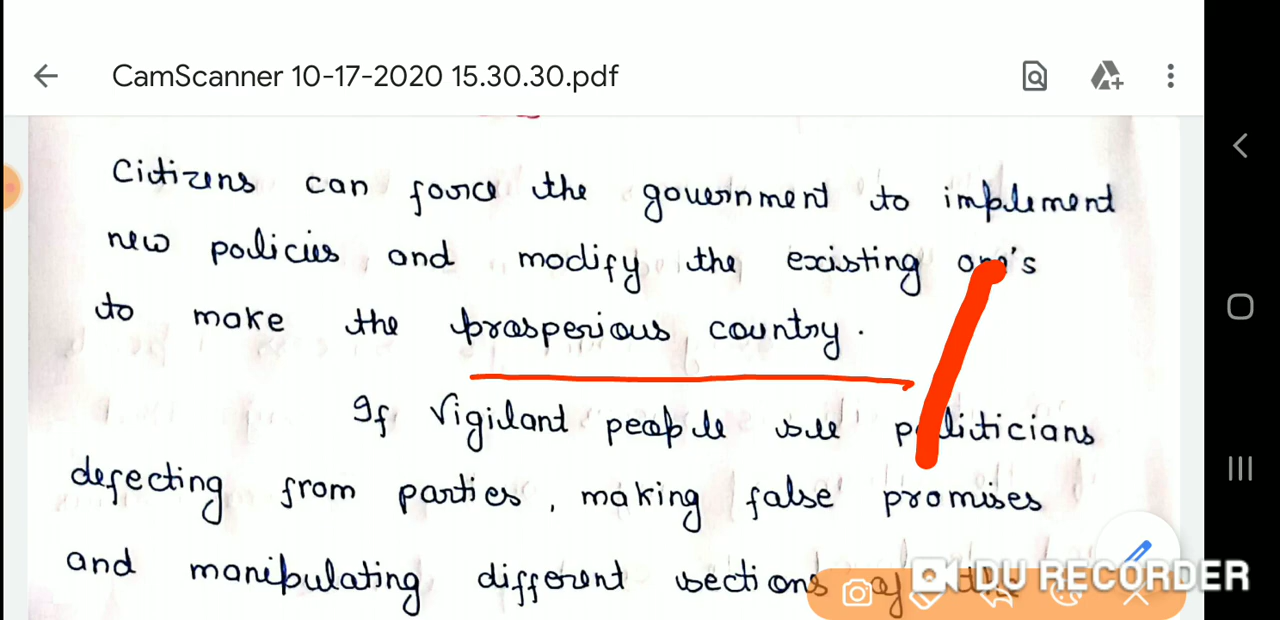 CamScanner 10-17-2020 15.30.30.pdf
Citizens can force the government to implement
new policies and modify the existing one's
to make the prosperious country.
If Vigilant people see politicians
defecting from parties, making false promises
and manipulating different sections of the
DU RECORDER